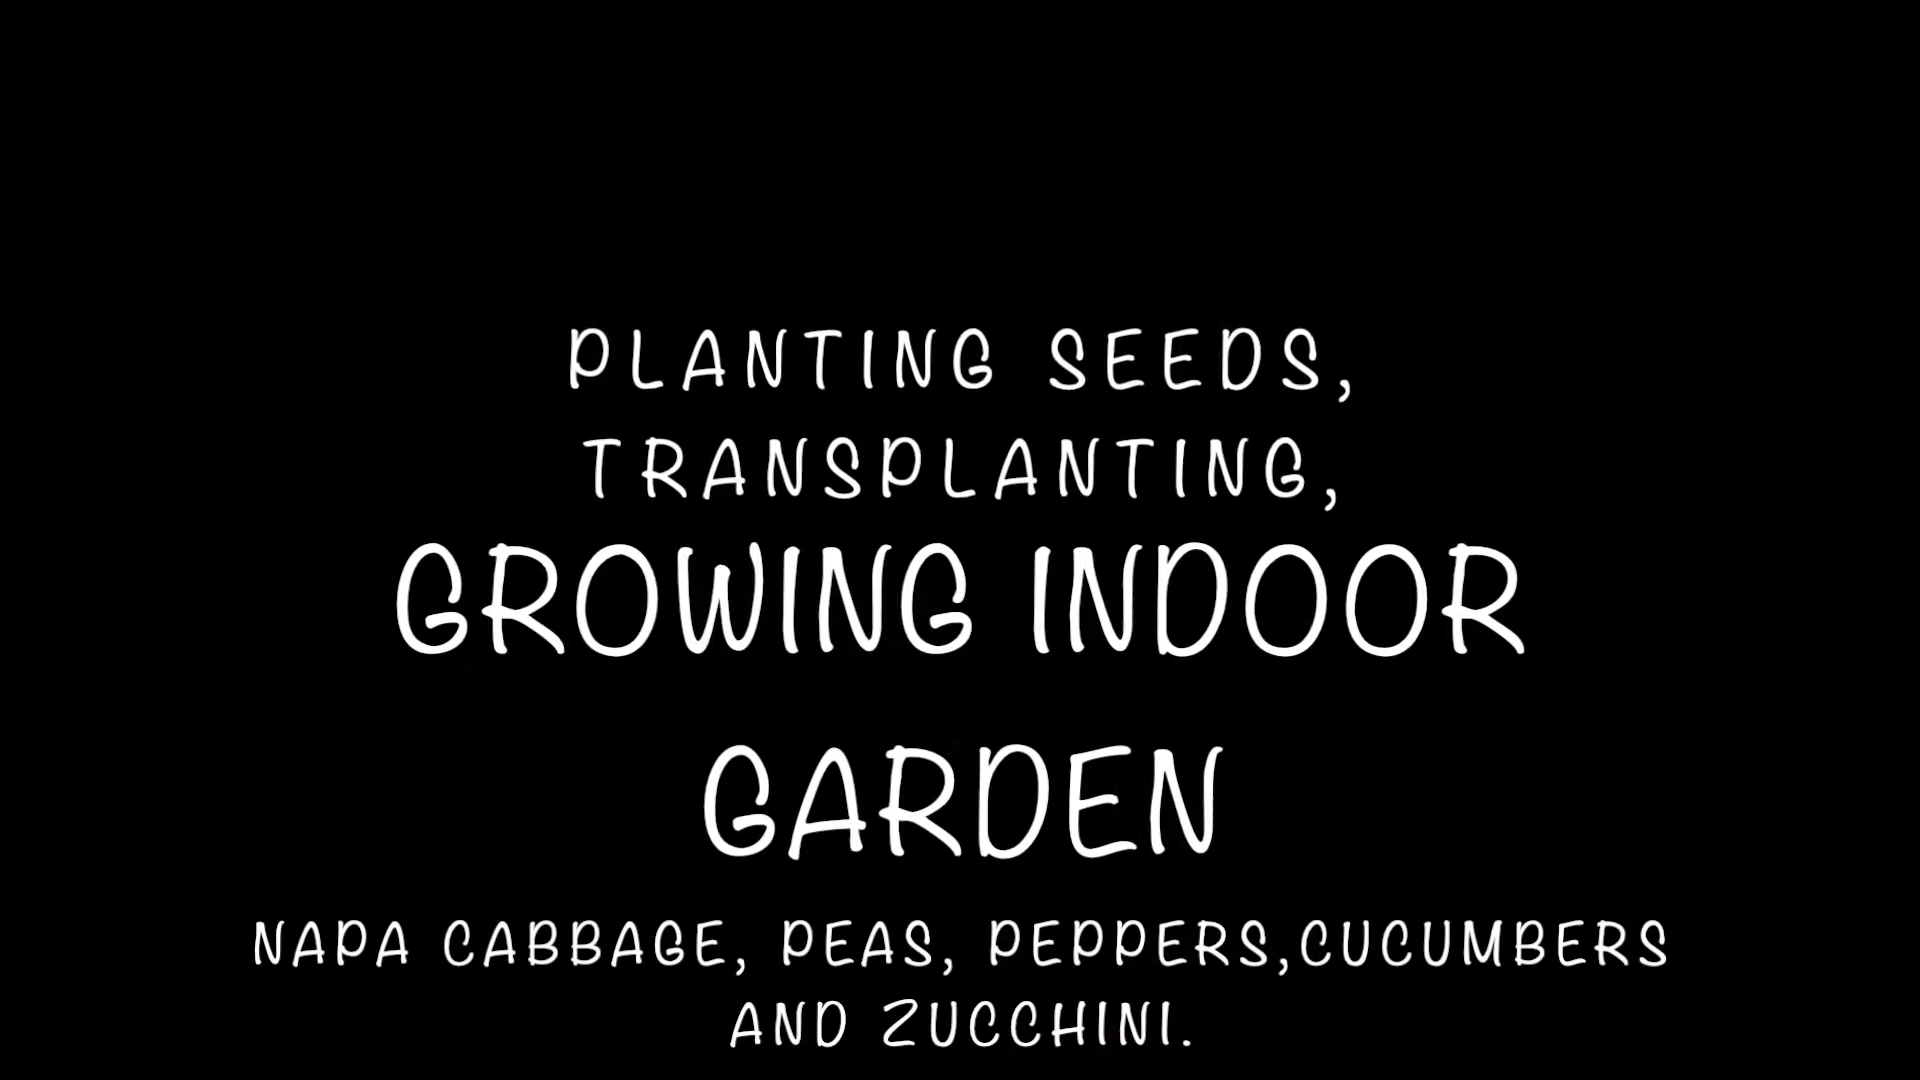 PLANTING SEEDS,
TRANSPLANTING,
GROWING INDOOR
GARDEN
NAPA CABBAGE, PEAS, PEPPERS,CUCUMBERS
AND ZUCCHINI.